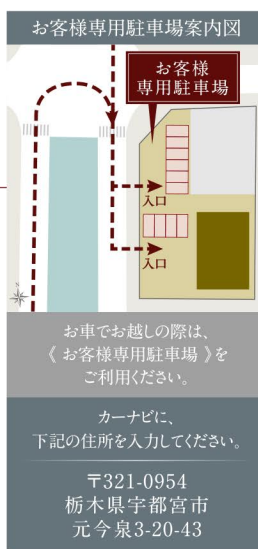 お客様専用駐車場案内図
お客様
専用駐車場
入口
入口
お車でお越しの際は、
《 お客様専用駐車場 》を
ご利用ください。
カーナビに、
下記の住所を入力してください。
〒321-0954
栃木県宇都宮市
元今泉3-20-43